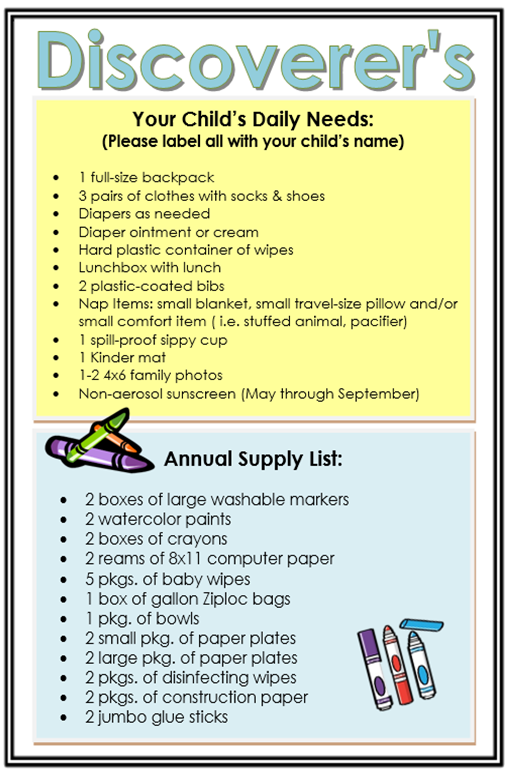 Discoverer's
Your Child's Daily Needs:
(Please label all with your child's name)
• 1 full-size backpack
• 3 pairs of clothes with socks & shoes
• Diapers as needed
• Diaper ointment or cream
• Hard plastic container of wipes
• Lunchbox with lunch
• 2 plastic-coated bibs
• Nap Items: small blanket, small travel-size pillow and/or
small comfort item ( i.e. stuffed animal, pacifier)
• 1 spill-proof sippy cup
• 1 Kinder mat
• 1-2 4x6 family photos
• Non-aerosol sunscreen (May through September)
Annual Supply List:
• 2 boxes of large washable markers
• 2 watercolor paints
• 2 boxes of crayons
• 2 reams of 8x11 computer paper
• 5 pkgs. of baby wipes
• 1 box of gallon Ziploc bags
• 1 pkg. of bowls
• 2 small pkg. of paper plates
• 2 large pkg. of paper plates
• 2 pkgs. of disinfecting wipes
• 2 pkgs. of construction paper
• 2 jumbo glue sticks